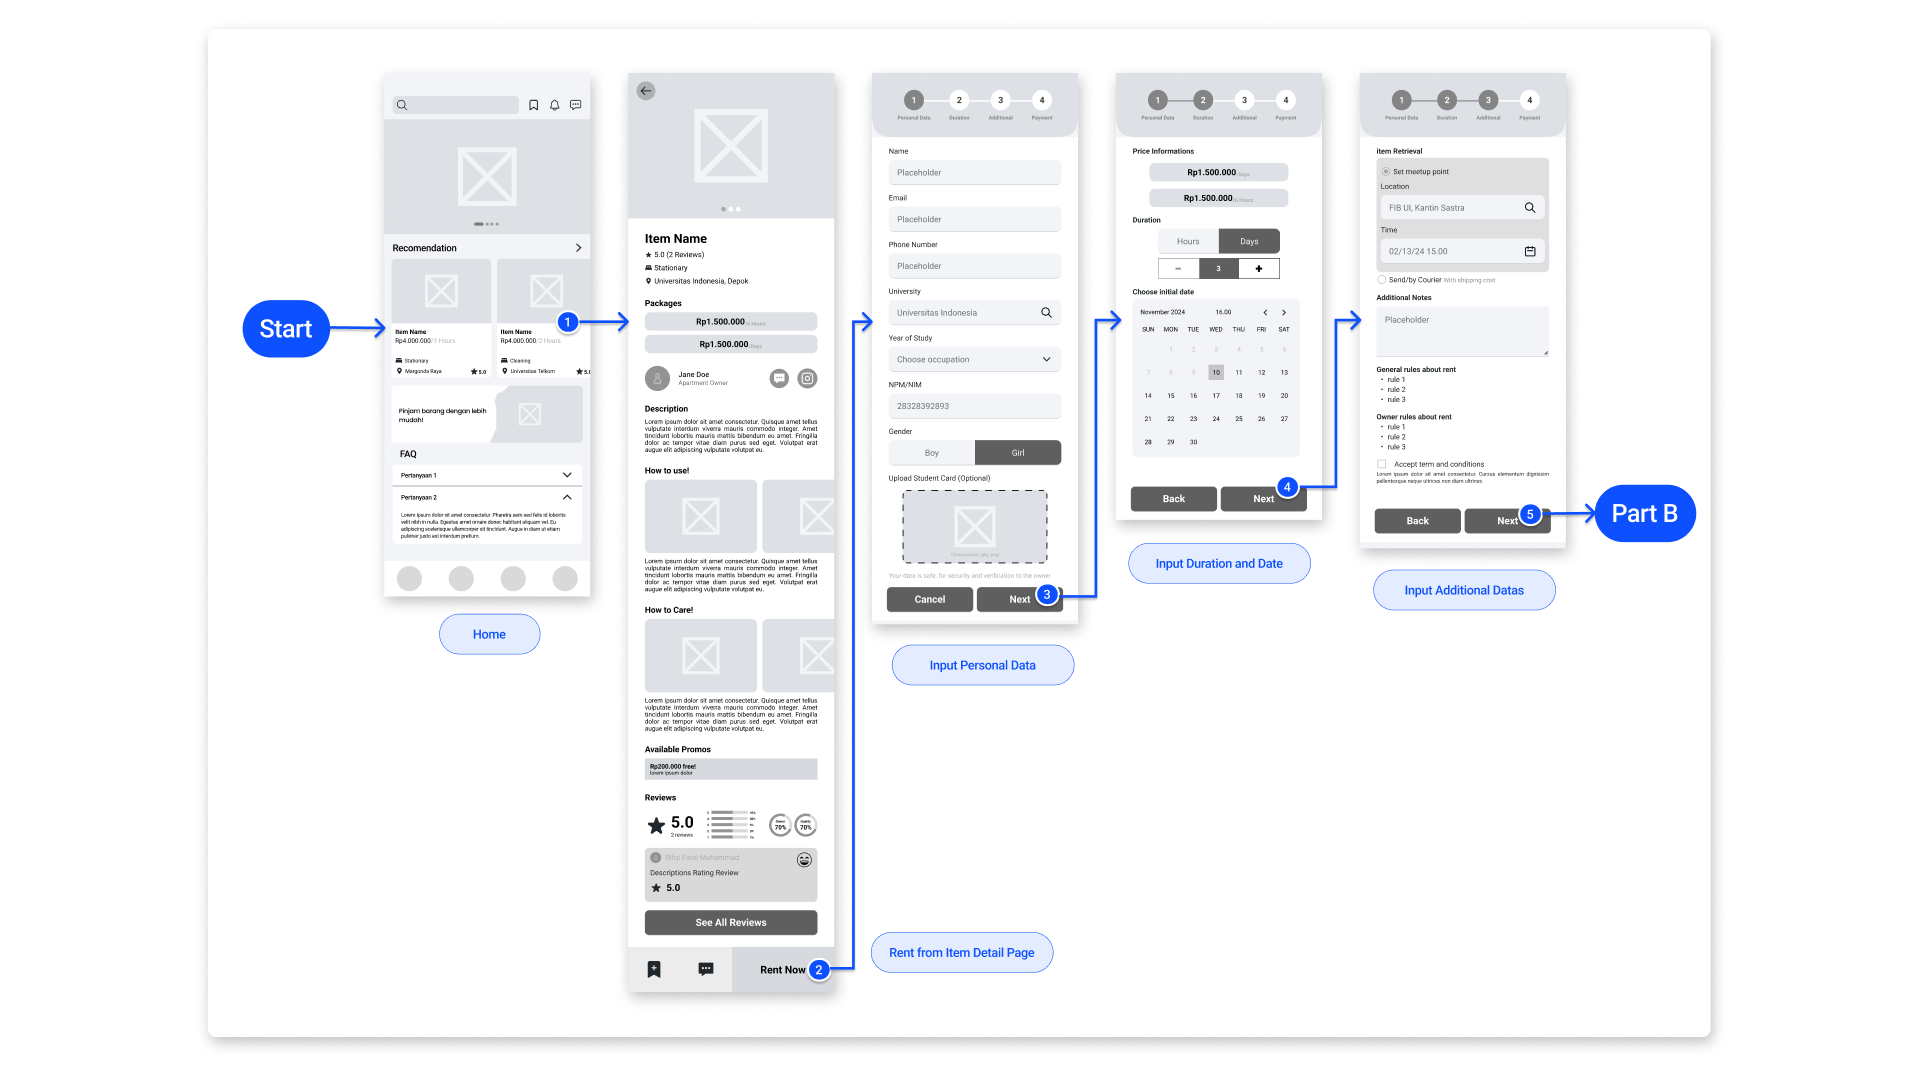 Start
Recomendation
Item Name
Rp4.000.000/3 Hours
Stationary
Margonda Raya
5.0
Item Name
Rp4.000.000/2 Hours
Cleaning
Universitas Telkom
5.0
1
Pinjam barang dengan lebih
mudah!
FAQ
Pertanyaan 1
Pertanyaan 2
Lorem ipsum dolor sit amet consectetur. Pharetra sem sed felis id lobortis
velit nibh in nulla. Egestas amet ornare donec habitant aliquam vel. Eu
adipiscing scelerisque ullamcorper sit tincidunt. Augue in diam ut etiam
pulvinar justo est interdum pretium.
Home
Item Name
5.0 (2 Reviews)
Stationary
Universitas Indonesia, Depok
Packages
Rp1.500.000 /6 Hours
Rp1.500.000 /Days
Jane Doe
Apartment Owner
Description
Lorem ipsum dolor sit amet consectetur. Quisque amet tellus
vulputate interdum viverra mauris commodo integer. Amet
tincidunt lobortis mauris mattis bibendum eu amet. Fringilla
dolor ac tempor vitae diam purus sed eget. Volutpat erat
augue elit adipiscing vulputate volutpat eu.
How to use!
Lorem ipsum dolor sit amet consectetur. Quisque amet tellus
vulputate interdum viverra mauris commodo integer. Amet
tincidunt lobortis mauris mattis bibendum eu amet. Fringilla
dolor ac tempor vitae diam purus sed eget. Volutpat erat
augue elit adipiscing vulputate volutpat eu.
How to Care!
Lorem ipsum dolor sit amet consectetur. Quisque amet tellus
vulputate interdum viverra mauris commodo integer. Amet
tincidunt lobortis mauris mattis bibendum eu amet. Fringilla
dolor ac tempor vitae diam purus sed eget. Volutpat erat
augue elit adipiscing vulputate volutpat eu.
Available Promos
Rp200.000 free!
lorem ipsum dolor
Reviews
5.0
2 reviews
70%
Quality
70%
Rifqi Farel Muhammad
Descriptions Rating Review
5.0
See All Reviews
Rent Now
2
Rent from Item Detail Page
1 2 3 4
Personal Data Duration Additional Payment
Name
Placeholder
Email
Placeholder
Phone Number
Placeholder
University
Universitas Indonesia
Year of Study
Choose occupation
NPM/NIM
28328392893
Gender
Boy Girl
Upload Student Card (Optional)
Choose photo (jpg, png)
Your data is safe, for security and verification to the owner
Cancel Next 3
Input Personal Data
1 2 3 4
Personal Data Duration Additional Payment
Price Informations
Rp1.500.000 /Days
Rp1.500.000 /6 Hours
Duration
Hours Days
- 3 +
Choose initial date
November 2024 16.00
SUN MON TUE WED THU FRI SAT
1 2 3 4 5 6
7 8 9 10 11 12 13
14 15 16 17 18 19 20
21 22 23 24 25 26 27
28 29 30
Back Next 4
Input Duration and Date
1 2 3 4
Personal Data Duration Additional Payment
item Retrieval
Set meetup point
Location
FIB UI, Kantin Sastra
Time
02/13/24 15.00
Send/by Courier With shipping cost
Additional Notes
Placeholder
General rules about rent
• rule 1
• rule 2
• rule 3
Owner rules about rent
• rule 1
• rule 2
• rule 3
Accept term and conditions
Lorem ipsum dolor sit amet consectetur. Cursus elementum dignissim
pellentesque neque ultrices non diam ultrices.
Back Next 5
Input Additional Datas
Part B